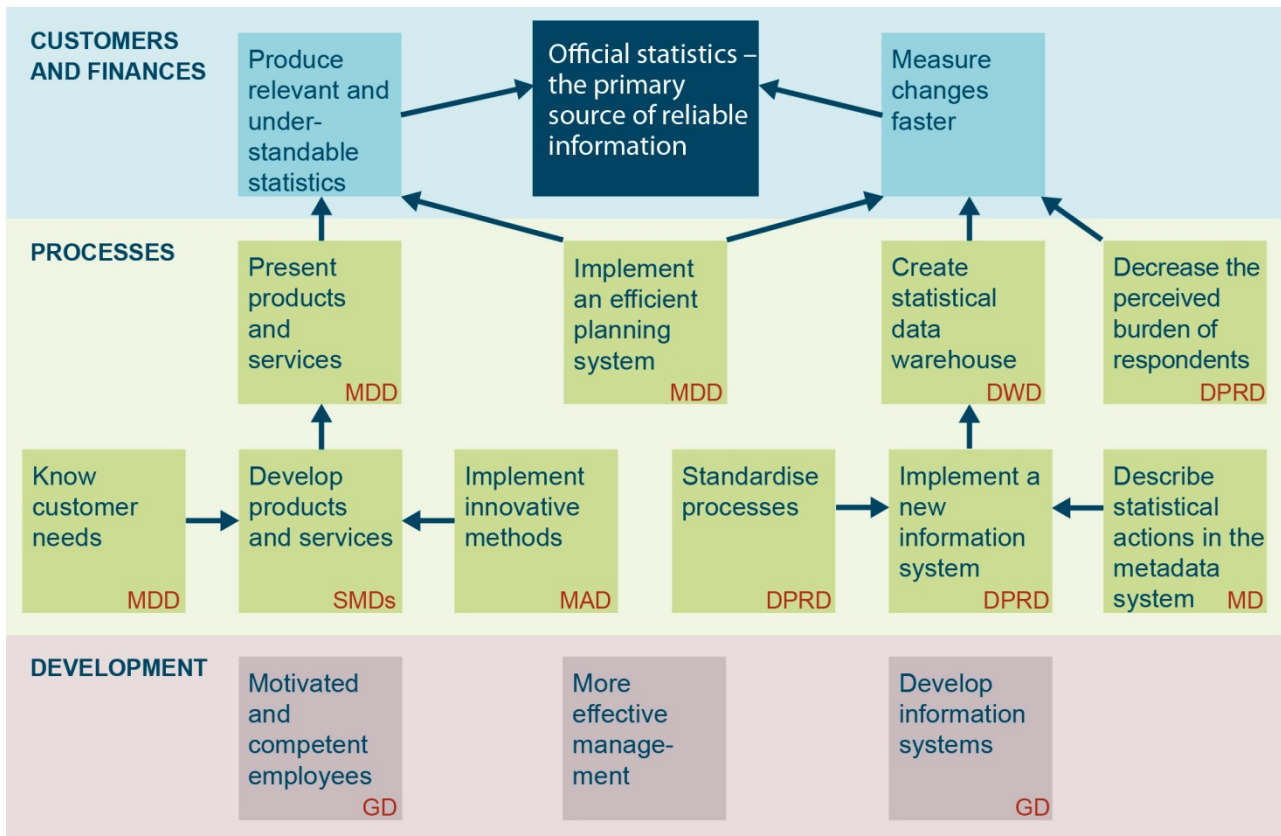 CUSTOMERS
AND FINANCES
Produce
relevant and
under-
standable
statistics
Official statistics –
the primary
source of reliable
information
Measure
changes
faster
PROCESSES
Present
products
and
services
MDD
Implement
an efficient
planning
system
MDD
Create
statistical
data
warehouse
DWD
Decrease the
perceived
burden of
respondents
DPRD
Know
customer
needs
MDD
Develop
products
and services
SMDs
Implement
innovative
methods
MAD
Standardise
processes
DPRD
Implement a
new
information
system
DPRD
Describe
statistical
actions in the
metadata
system MD
DEVELOPMENT
Motivated
and
competent
employees
GD
More
effective
manage-
ment
Develop
information
systems
GD